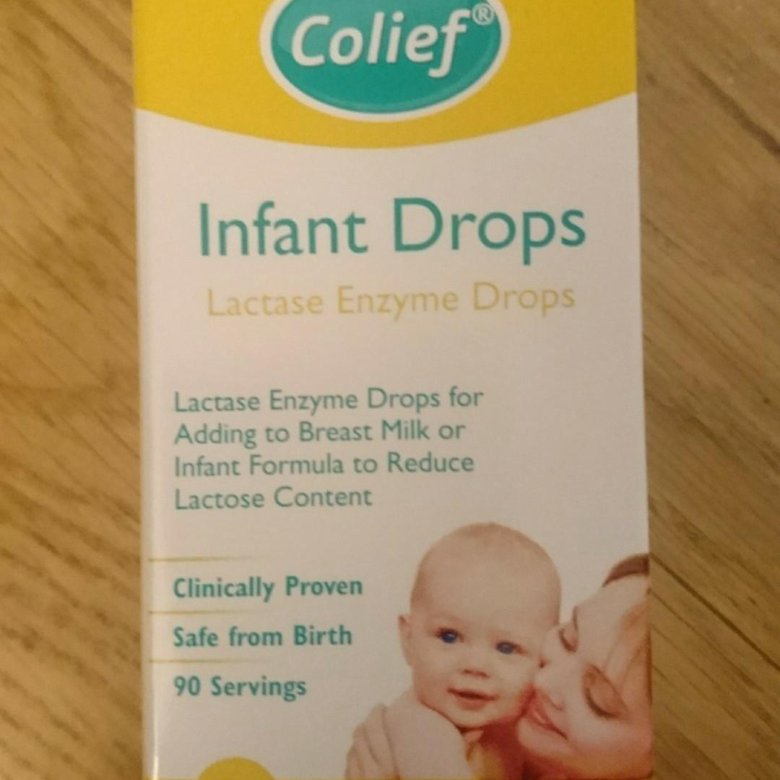 Colief®
Infant Drops
Lactase Enzyme Drops
Lactase Enzyme Drops for
Adding to Breast Milk or
Infant Formula to Reduce
Lactose Content
Clinically Proven
Safe from Birth
90 Servings